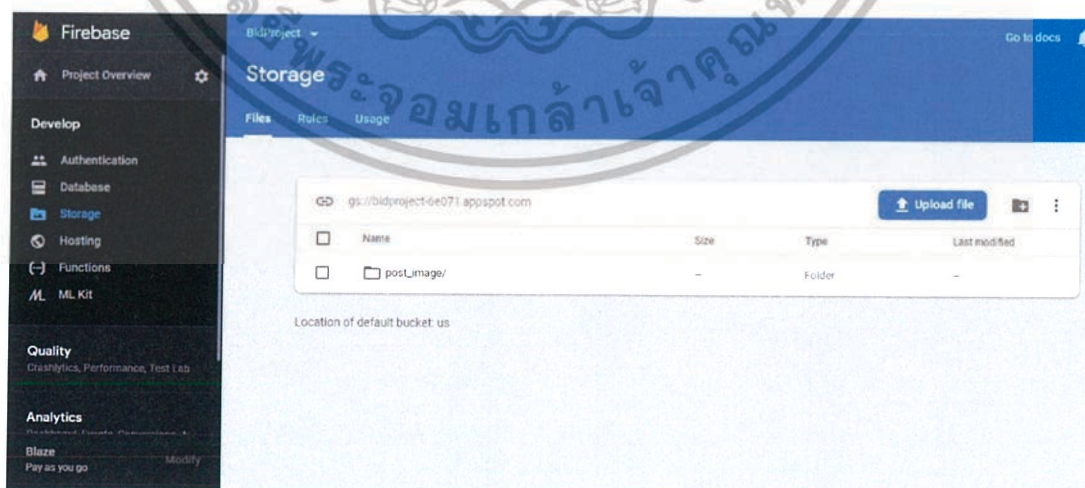 Firebase
Project Overview
Develop
Authentication
Database
Storage
Hosting
Functions
ML Kit
Quality
Crashlytics, Performance, Test Lab
Analytics
Blaze
Pay as you go
Modify
BidProject
Go to docs
Storage
Files Rules Usage
พระจอมเกล้าเจ้าคุณ
gs://bidproject-6e071.appspot.com
Upload file
Name Size Type Last modified
post_image/ – Folder –
Location of default bucket: us